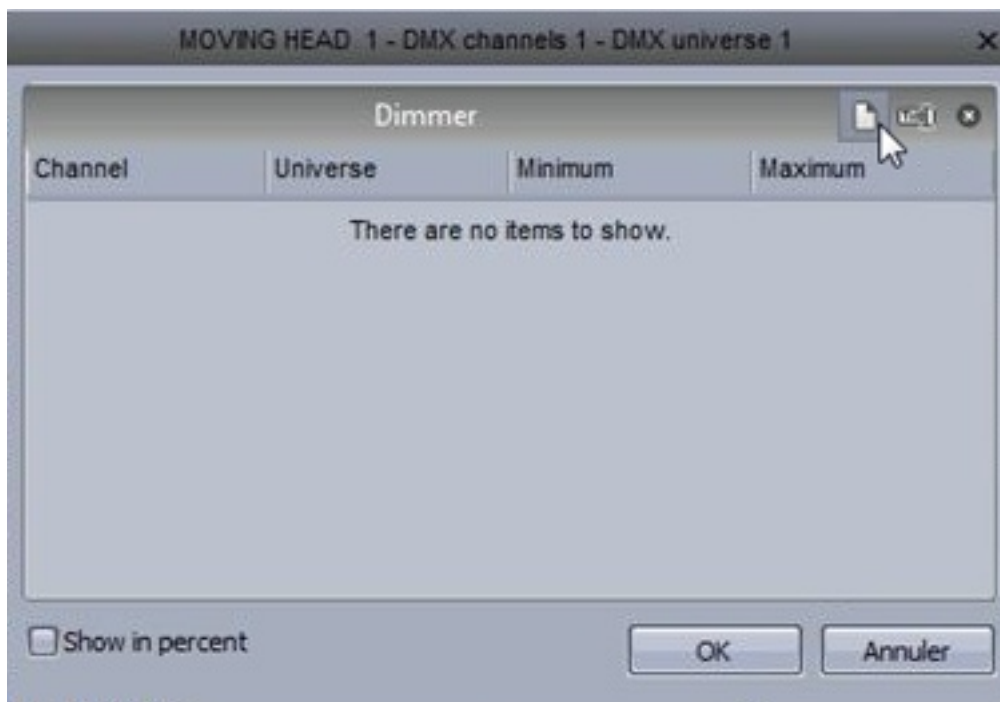 MOVING HEAD 1 - DMX channels 1 - DMX universe 1
Dimmer
Channel Universe Minimum Maximum
There are no items to show.
Show in percent OK Annuler